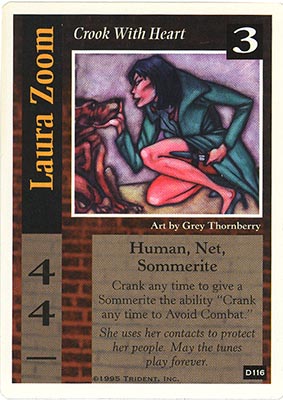 Laura Zoom
Crook With Heart
3
Art by Grey Thornberry
4
4
—
Human, Net,
Sommerite
Crank any time to give a
Sommerite the ability "Crank
any time to Avoid Combat."
She uses her contacts to protect
her people. May the tunes
play forever.
D116
©1995 TRIDENT, INC.